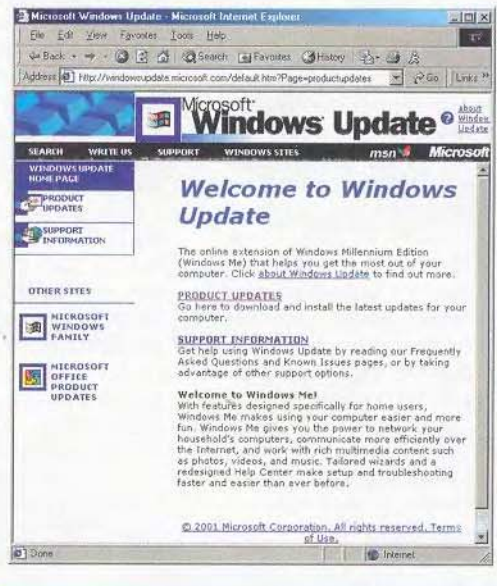 Microsoft Windows Update - Microsoft Internet Explorer
File Edit View Favorites Tools Help
Back Search Favorites History
Address http://windowsupdate.microsoft.com/default.htm?Page=productupdates Go Links »
Microsoft
Windows Update
about
Windows
Update
SEARCH WRITE US SUPPORT WINDOWS SITES msn Microsoft
WINDOWS UPDATE
HOME PAGE
PRODUCT
UPDATES
SUPPORT
INFORMATION
OTHER SITES
MICROSOFT
WINDOWS
FAMILY
MICROSOFT
OFFICE
PRODUCT
UPDATES
Welcome to Windows
Update
The online extension of Windows Millennium Edition
(Windows Me) that helps you get the most out of your
computer. Click about Windows Update to find out more.
PRODUCT UPDATES
Go here to download and install the latest updates for your
computer.
SUPPORT INFORMATION
Get help using Windows Update by reading our Frequently
Asked Questions and Known Issues pages, or by taking
advantage of other support options.
Welcome to Windows Me!
With features designed specifically for home users,
Windows Me makes using your computer easier and more
fun. Windows Me gives you the power to network your
household's computers, communicate more efficiently over
the Internet, and work with rich multimedia content such
as photos, videos, and music. Tailored wizards and a
redesigned Help Center make setup and troubleshooting
faster and easier than ever before.
© 2001 Microsoft Corporation. All rights reserved. Terms
of Use.
Done Internet